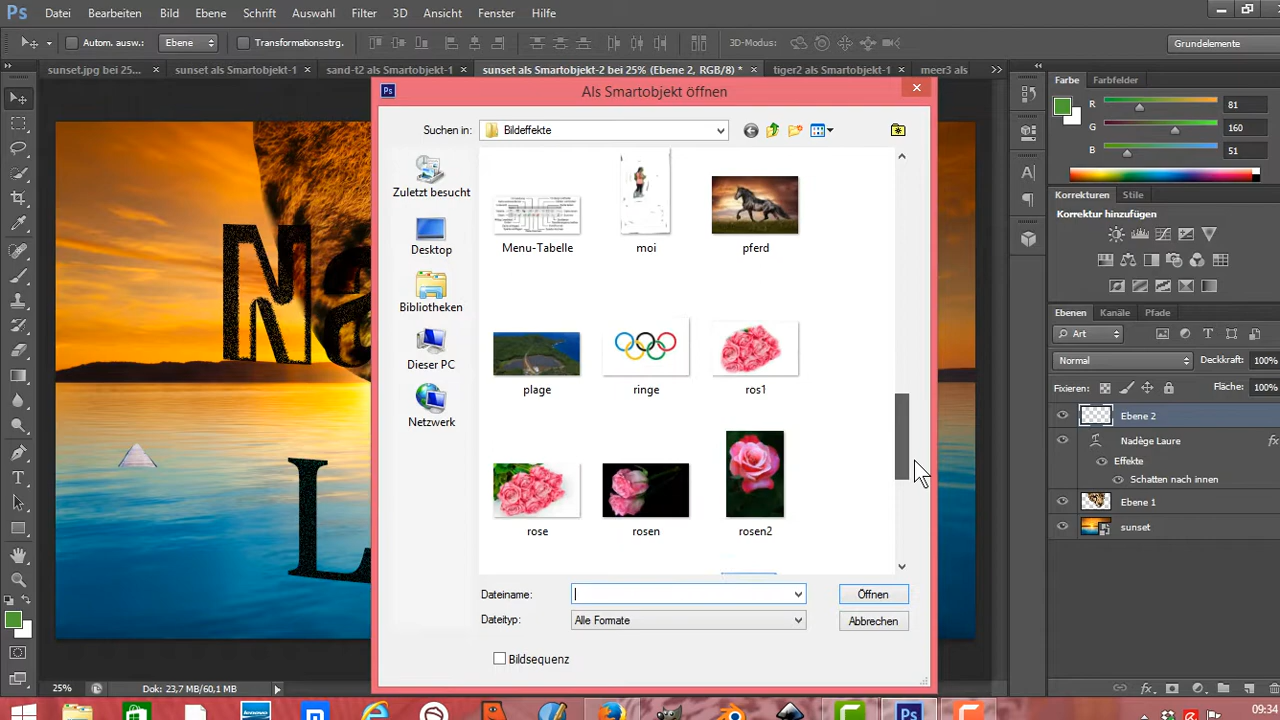 Ps Datei Bearbeiten Bild Ebene Schrift Auswahl Filter 3D Ansicht Fenster Hilfe
Autom. ausw.: Ebene Transformationsstrg. 3D-Modus: Grundelemente
sunset.jpg bei 25... × sunset als Smartobjekt-1 × sand-t2 als Smartobjekt-1 × sunset als Smartobjekt-2 bei 25% (Ebene 2, RGB/8) * × tiger2 als Smartobjekt-1 × meer3 als
Als Smartobjekt öffnen
Suchen in: Bildeffekte
Zuletzt besucht
Desktop
Bibliotheken
Dieser PC
Netzwerk
Menu-Tabelle moi pferd
plage ringe ros1
rose rosen rosen2
Dateiname: Öffnen
Dateityp: Alle Formate Abbrechen
Bildsequenz
Na
L
Farbe Farbfelder
R 81
G 160
B 51
Korrekturen Stile
Korrektur hinzufügen
Ebenen Kanäle Pfade
Art
Normal Deckkraft: 100%
Fixieren: Fläche: 100%
Ebene 2
Nadège Laure fx
Effekte
Schatten nach innen
Ebene 1
sunset
25% Dok: 23,7 MB/60,1 MB
Ps
09:34